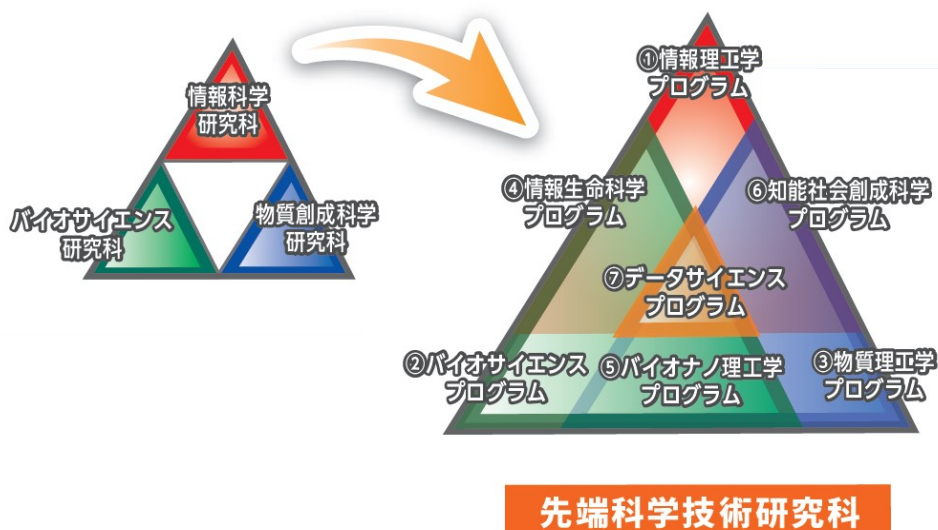 情報科学
研究科
バイオサイエンス
研究科
物質創成科学
研究科
①情報理工学
プログラム
④情報生命科学
プログラム
⑥知能社会創成科学
プログラム
⑦データサイエンス
プログラム
②バイオサイエンス
プログラム
⑤バイオナノ理工学
プログラム
③物質理工学
プログラム
先端科学技術研究科